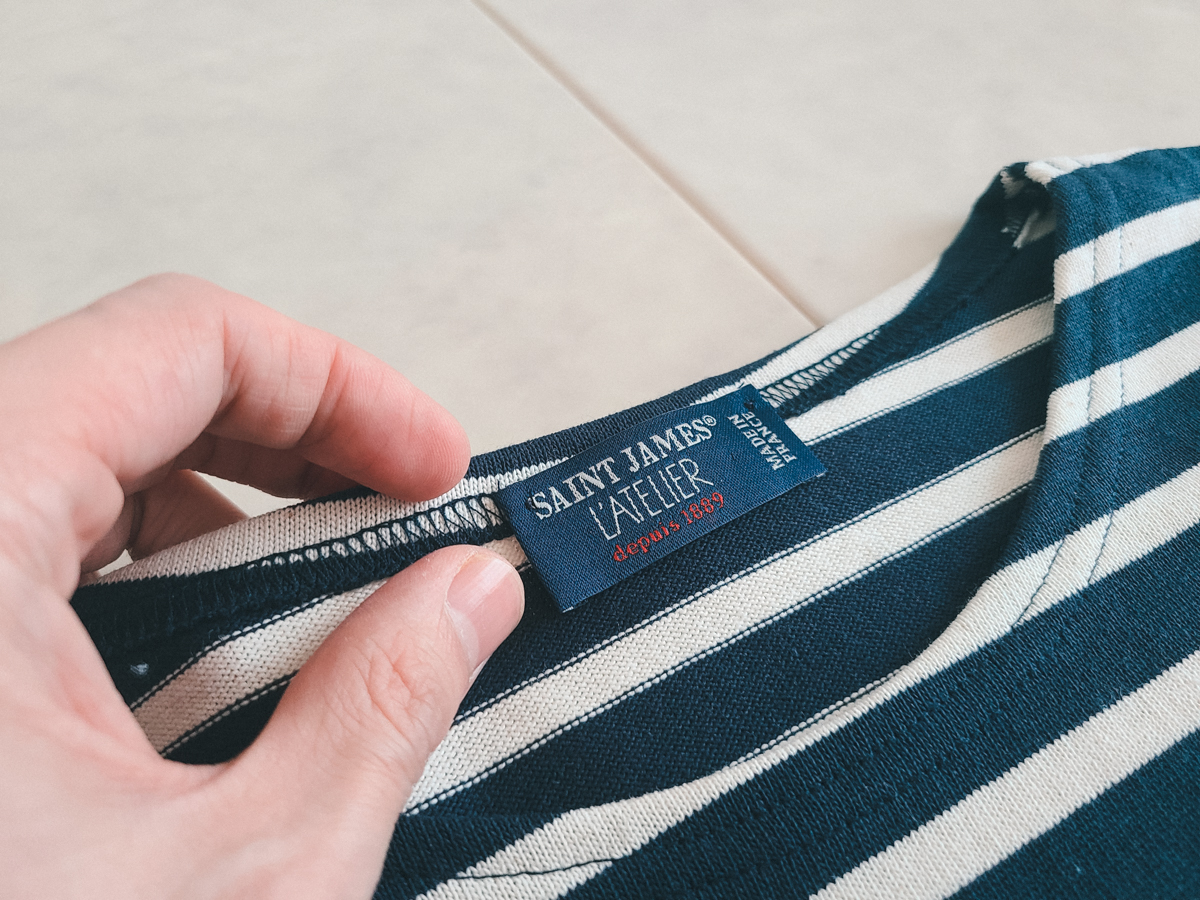 SAINT JAMES®
L'ATELIER
depuis 1889
MADE IN
FRANCE